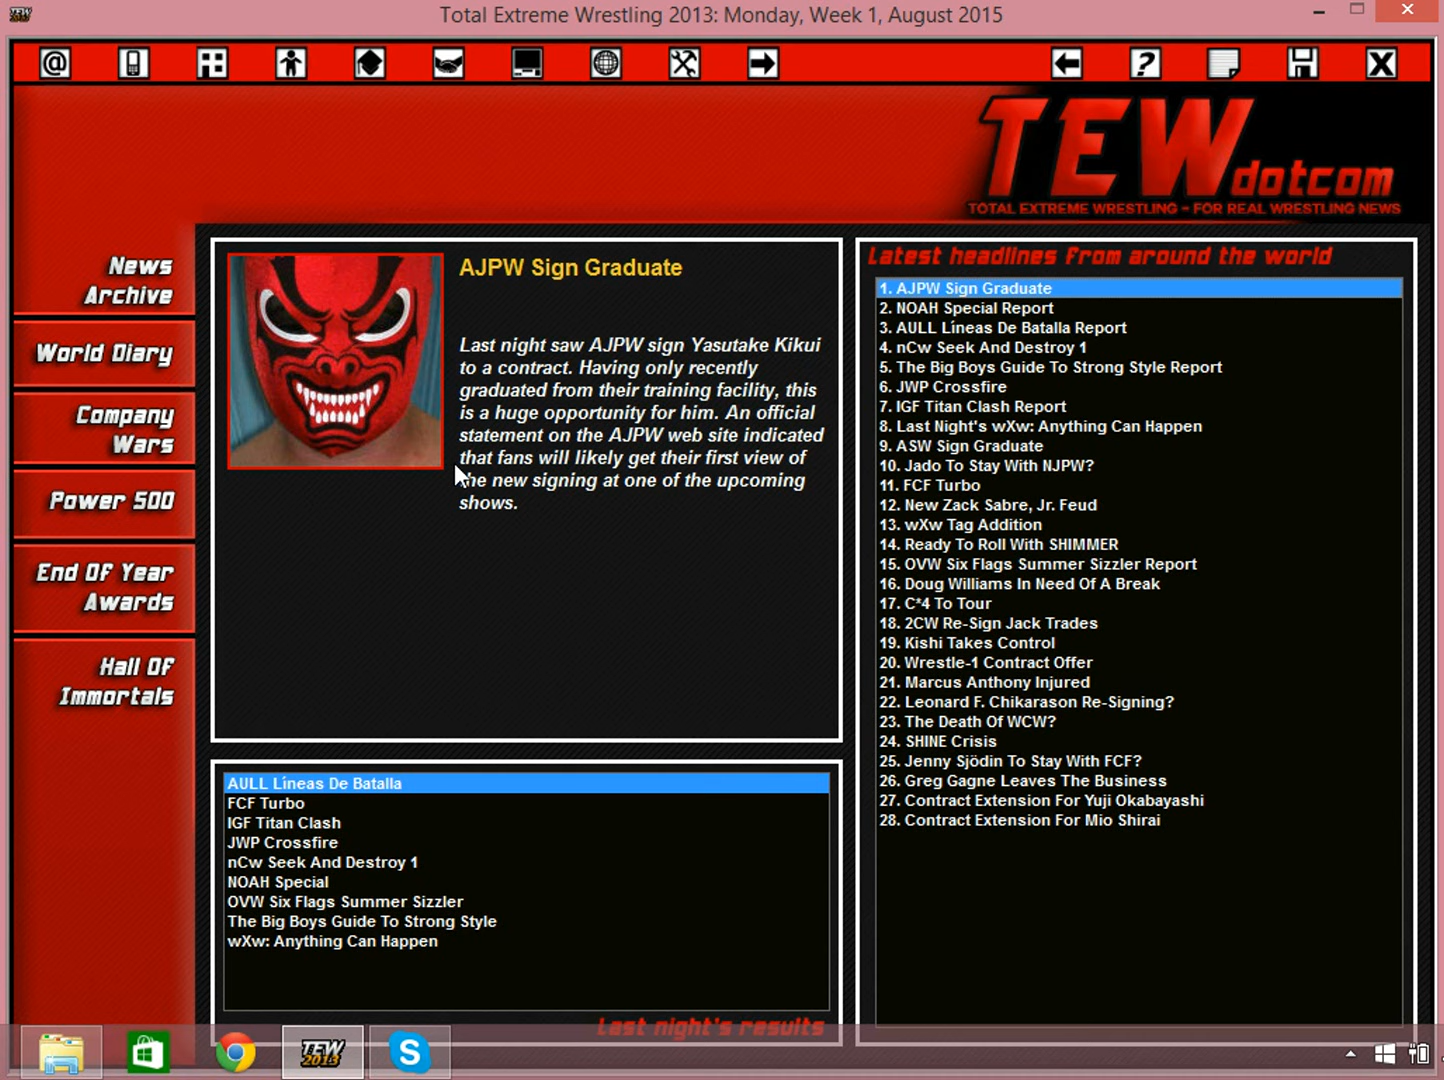 Total Extreme Wrestling 2013: Monday, Week 1, August 2015
TEWdotcom
TOTAL EXTREME WRESTLING - FOR REAL WRESTLING NEWS
News
Archive
World Diary
Company
Wars
Power 500
End Of Year
Awards
Hall Of
Immortals
AJPW Sign Graduate
Last night saw AJPW sign Yasutake Kikui
to a contract. Having only recently
graduated from their training facility, this
is a huge opportunity for him. An official
statement on the AJPW web site indicated
that fans will likely get their first view of
the new signing at one of the upcoming
shows.
AULL Líneas De Batalla
FCF Turbo
IGF Titan Clash
JWP Crossfire
nCw Seek And Destroy 1
NOAH Special
OVW Six Flags Summer Sizzler
The Big Boys Guide To Strong Style
wXw: Anything Can Happen
Last night's results
Latest headlines from around the world
1. AJPW Sign Graduate
2. NOAH Special Report
3. AULL Líneas De Batalla Report
4. nCw Seek And Destroy 1
5. The Big Boys Guide To Strong Style Report
6. JWP Crossfire
7. IGF Titan Clash Report
8. Last Night's wXw: Anything Can Happen
9. ASW Sign Graduate
10. Jado To Stay With NJPW?
11. FCF Turbo
12. New Zack Sabre, Jr. Feud
13. wXw Tag Addition
14. Ready To Roll With SHIMMER
15. OVW Six Flags Summer Sizzler Report
16. Doug Williams In Need Of A Break
17. C*4 To Tour
18. 2CW Re-Sign Jack Trades
19. Kishi Takes Control
20. Wrestle-1 Contract Offer
21. Marcus Anthony Injured
22. Leonard F. Chikarason Re-Signing?
23. The Death Of WCW?
24. SHINE Crisis
25. Jenny Sjödin To Stay With FCF?
26. Greg Gagne Leaves The Business
27. Contract Extension For Yuji Okabayashi
28. Contract Extension For Mio Shirai
TEW
2013